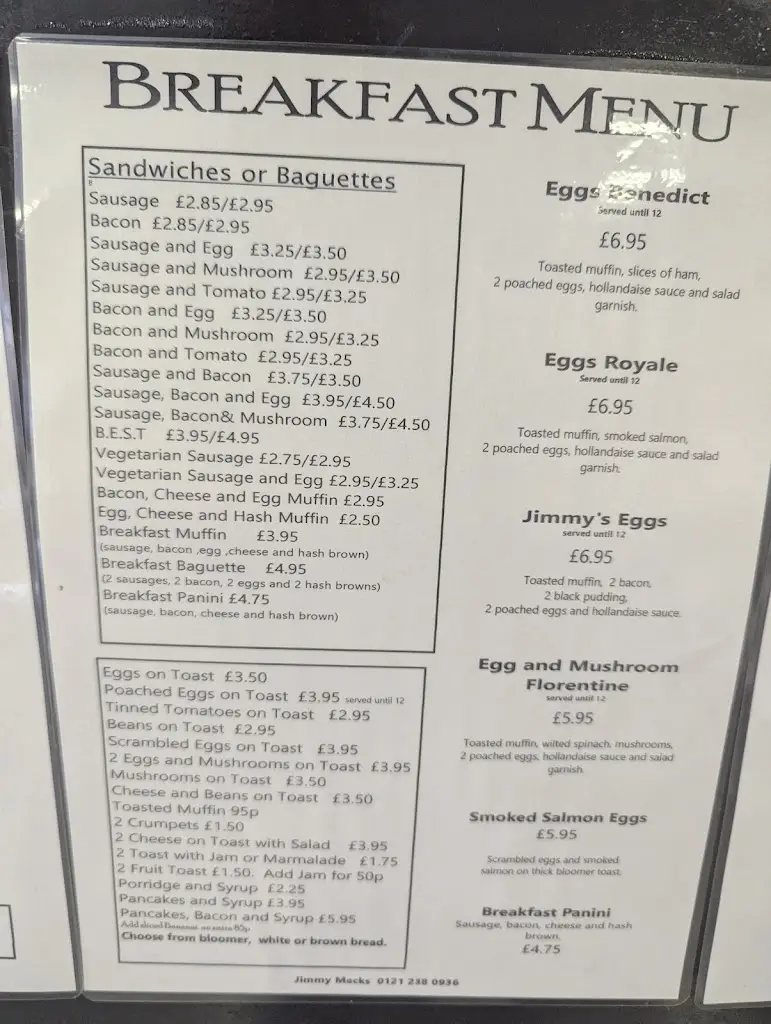 BREAKFAST MENU
Sandwiches or Baguettes
Sausage £2.85/£2.95
Bacon £2.85/£2.95
Sausage and Egg £3.25/£3.50
Sausage and Mushroom £2.95/£3.50
Sausage and Tomato £2.95/£3.25
Bacon and Egg £3.25/£3.50
Bacon and Mushroom £2.95/£3.25
Bacon and Tomato £2.95/£3.25
Sausage and Bacon £3.75/£3.50
Sausage, Bacon and Egg £3.95/£4.50
Sausage, Bacon& Mushroom £3.75/£4.50
B.E.S.T £3.95/£4.95
Vegetarian Sausage £2.75/£2.95
Vegetarian Sausage and Egg £2.95/£3.25
Bacon, Cheese and Egg Muffin £2.95
Egg, Cheese and Hash Muffin £2.50
Breakfast Muffin £3.95
(sausage, bacon ,egg ,cheese and hash brown)
Breakfast Baguette £4.95
(2 sausages, 2 bacon, 2 eggs and 2 hash browns)
Breakfast Panini £4.75
(sausage, bacon, cheese and hash brown)
Eggs on Toast £3.50
Poached Eggs on Toast £3.95 served until 12
Tinned Tomatoes on Toast £2.95
Beans on Toast £2.95
Scrambled Eggs on Toast £3.95
2 Eggs and Mushrooms on Toast £3.95
Mushrooms on Toast £3.50
Cheese and Beans on Toast £3.50
Toasted Muffin 95p
2 Crumpets £1.50
2 Cheese on Toast with Salad £3.95
2 Toast with Jam or Marmalade £1.75
2 Fruit Toast £1.50. Add Jam for 50p
Porridge and Syrup £2.25
Pancakes and Syrup £3.95
Pancakes, Bacon and Syrup £5.95
Add sliced Bananas
Choose from bloomer, white or brown bread.
Eggs Benedict
Served until 12
£6.95
Toasted muffin, slices of ham,
2 poached eggs, hollandaise sauce and salad
garnish.
Eggs Royale
Served until 12
£6.95
Toasted muffin, smoked salmon,
2 poached eggs, hollandaise sauce and salad
garnish.
Jimmy's Eggs
served until 12
£6.95
Toasted muffin, 2 bacon,
2 black pudding,
2 poached eggs and hollandaise sauce.
Egg and Mushroom
Florentine
served until 12
£5.95
Toasted muffin, wilted spinach, mushrooms,
2 poached eggs, hollandaise sauce and salad
garnish.
Smoked Salmon Eggs
£5.95
Scrambled eggs and smoked
salmon on thick bloomer toast.
Breakfast Panini
Sausage, bacon, cheese and hash
brown.
£4.75
Jimmy Macks 0121 238 0936